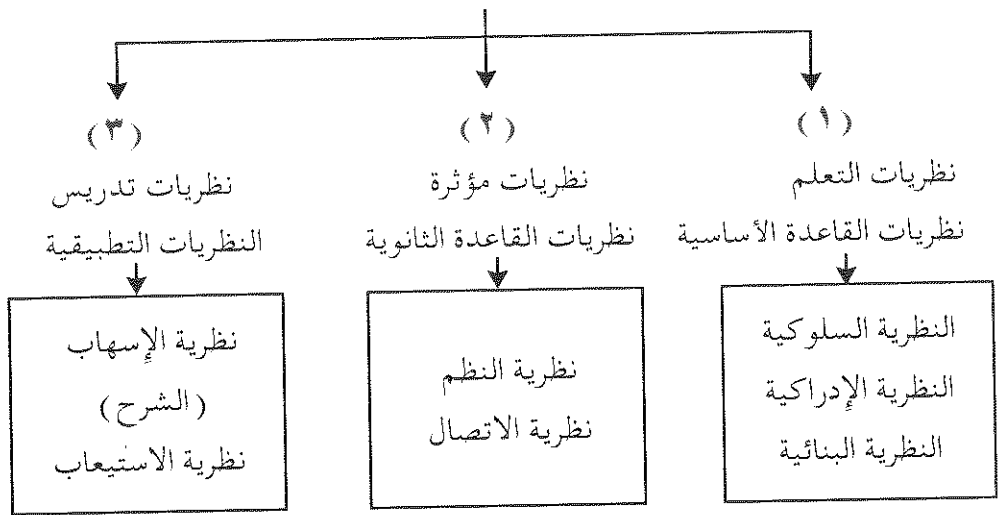 (١)
نظريات التعلم
نظريات القاعدة الأساسية
النظرية السلوكية
النظرية الإدراكية
النظرية البنائية
(٢)
نظريات مؤثرة
نظريات القاعدة الثانوية
نظرية النظم
نظرية الاتصال
(٣)
نظريات تدريس
النظريات التطبيقية
نظرية الإسهاب
(الشرح)
نظرية الاستيعاب